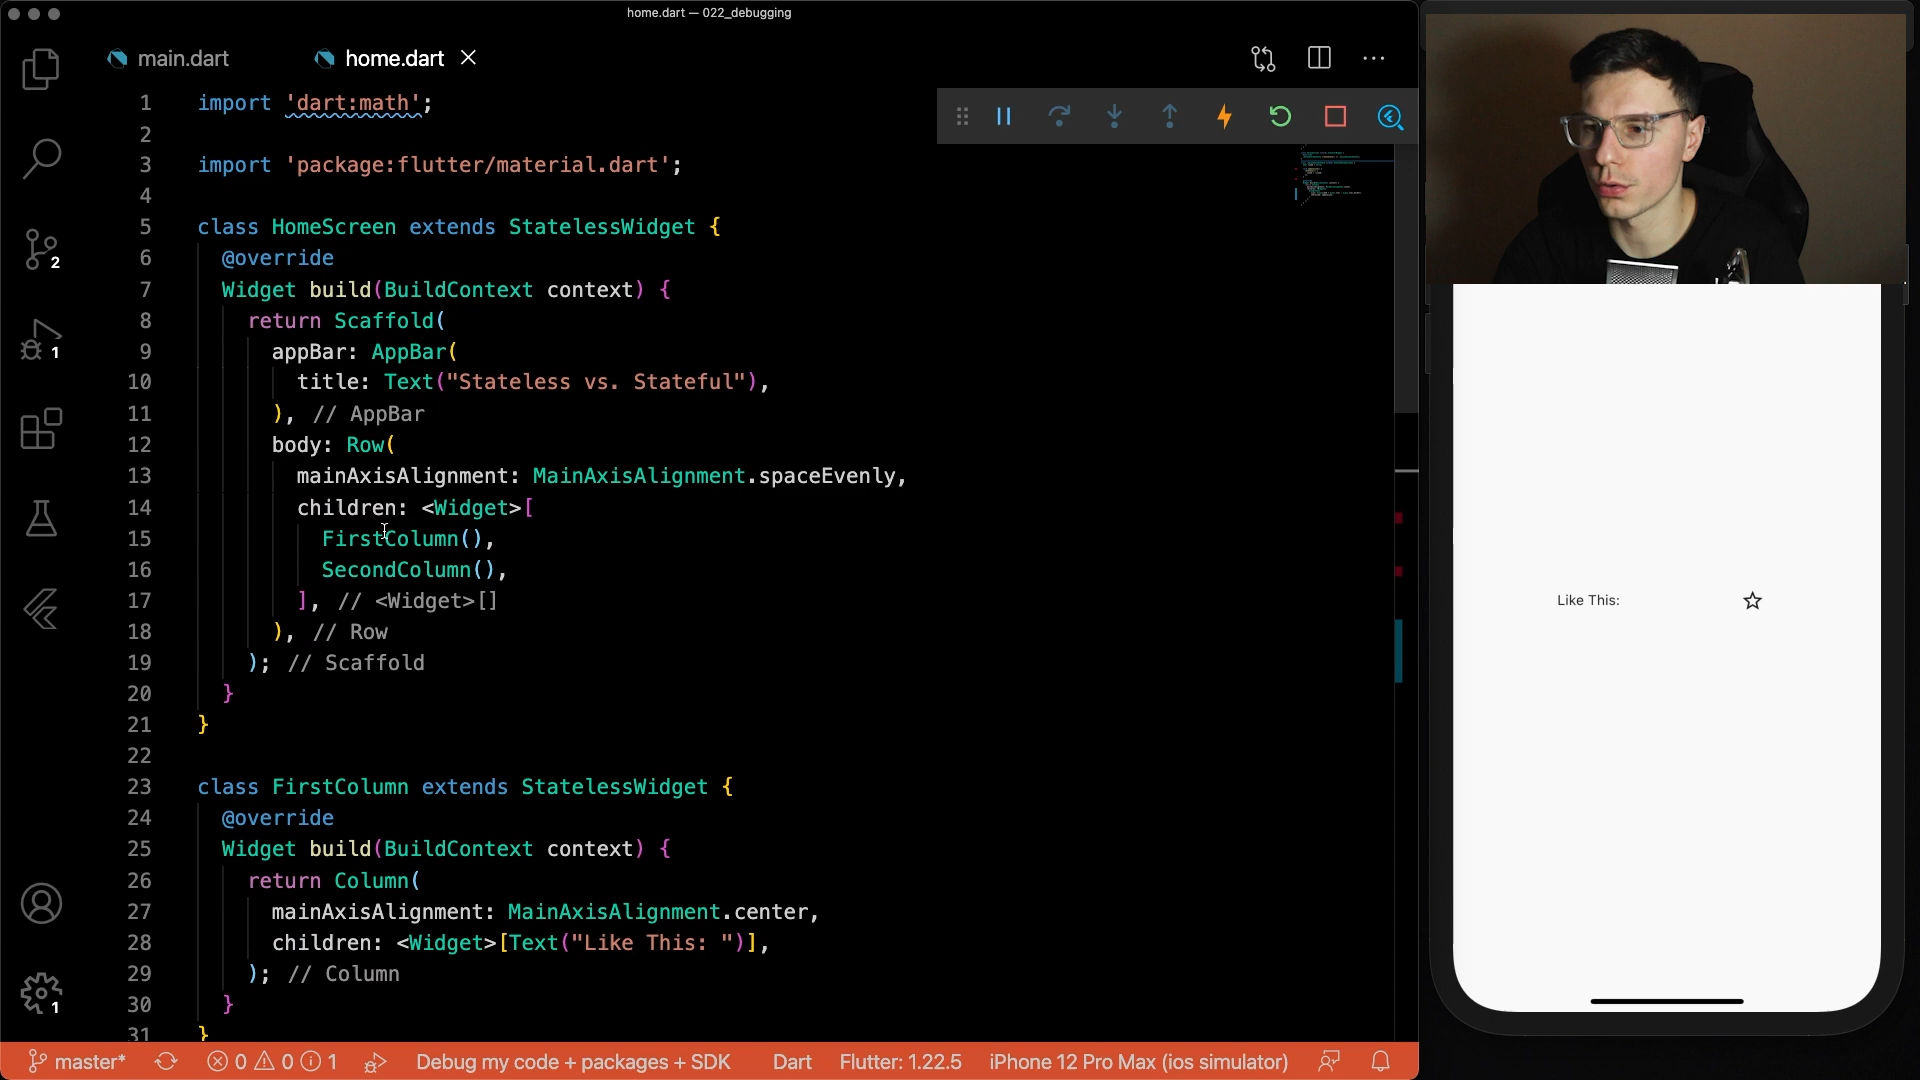 home.dart — 022_debugging
main.dart
home.dart
1 import 'dart:math';
2
3 import 'package:flutter/material.dart';
4
5 class HomeScreen extends StatelessWidget {
6 @override
7 Widget build(BuildContext context) {
8 return Scaffold(
9 appBar: AppBar(
10 title: Text("Stateless vs. Stateful"),
11 ), // AppBar
12 body: Row(
13 mainAxisAlignment: MainAxisAlignment.spaceEvenly,
14 children: <Widget>[
15 FirstColumn(),
16 SecondColumn(),
17 ], // <Widget>[]
18 ), // Row
19 ); // Scaffold
20 }
21 }
22
23 class FirstColumn extends StatelessWidget {
24 @override
25 Widget build(BuildContext context) {
26 return Column(
27 mainAxisAlignment: MainAxisAlignment.center,
28 children: <Widget>[Text("Like This: ")],
29 ); // Column
30 }
31 }
2
1
1
Like This:
master* 0 0 1 Debug my code + packages + SDK Dart Flutter: 1.22.5 iPhone 12 Pro Max (ios simulator)